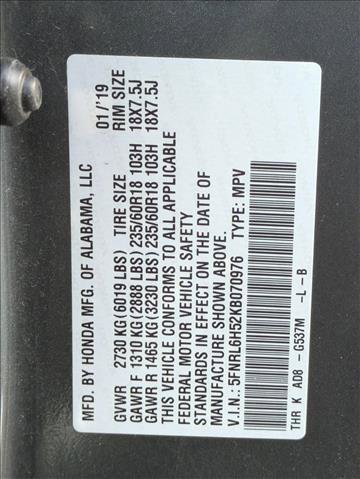 MFD. BY HONDA MFG. OF ALABAMA, LLC 01/'19
GVWR 2730 KG(6019 LBS) TIRE SIZE RIM SIZE
GAWR F 1310 KG(2888 LBS)235/60R18 103H 18X7.5J
GAWR R 1465 KG(3230 LBS)235/60R18 103H 18X7.5J
THIS VEHICLE CONFORMS TO ALL APPLICABLE
FEDERAL MOTOR VEHICLE SAFETY
STANDARDS IN EFFECT ON THE DATE OF
MANUFACTURE SHOWN ABOVE.
V.I.N.:5FNRL6H52KB070976 TYPE: MPV
THR K AD8 -G537M -L -B